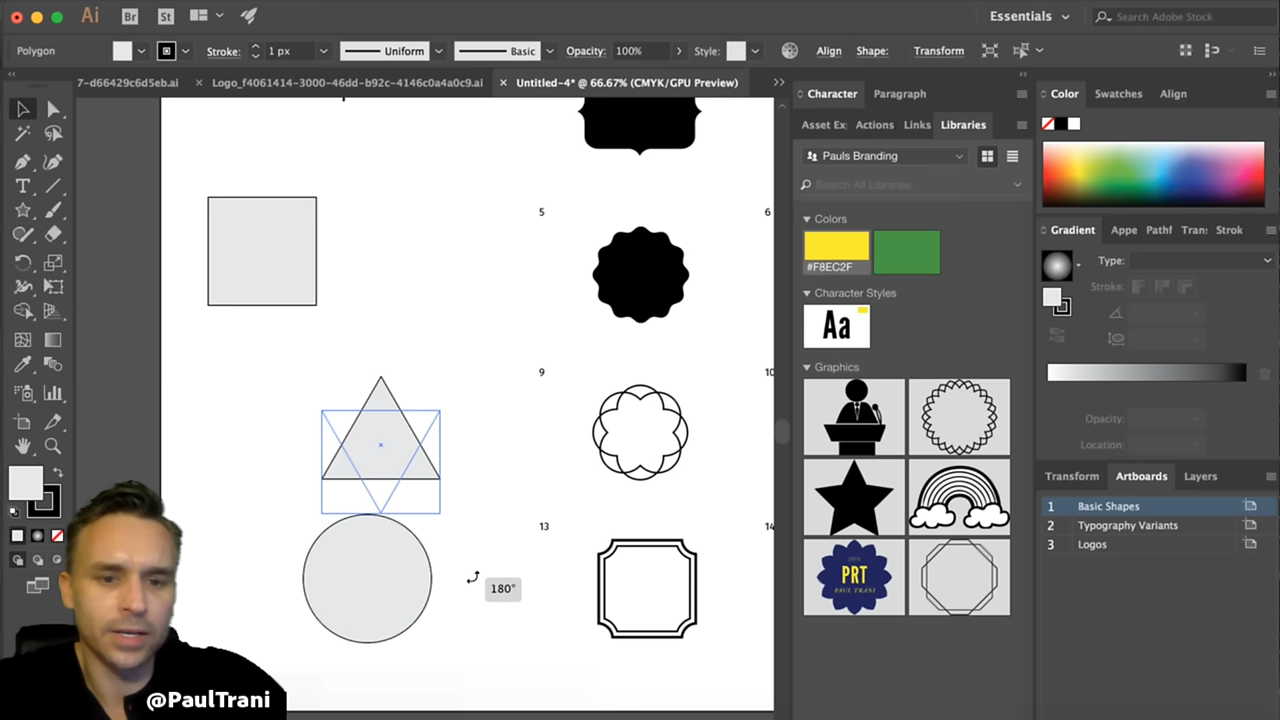 Ai
Br
St
Essentials
Search Adobe Stock
Polygon
Stroke:
1 px
Uniform
Basic
Opacity:
100%
Style:
Align
Shape:
Transform
7-d66429c6d5eb.ai
Logo_f4061414-3000-46dd-b92c-4146c0a4a0c9.ai
Untitled-4* @ 66.67% (CMYK/GPU Preview)
Character
Paragraph
Color
Swatches
Align
Asset Ex
Actions
Links
Libraries
Pauls Branding
Search All Libraries
Colors
#F8EC2F
Character Styles
Aa
Graphics
PRT
PAUL TRANI
Gradient
Appe
Pathf
Tran
Strok
Type:
Stroke:
Opacity:
Location:
Transform
Artboards
Layers
1 Basic Shapes
2 Typography Variants
3 Logos
5
6
9
10
13
14
180°
@PaulTrani